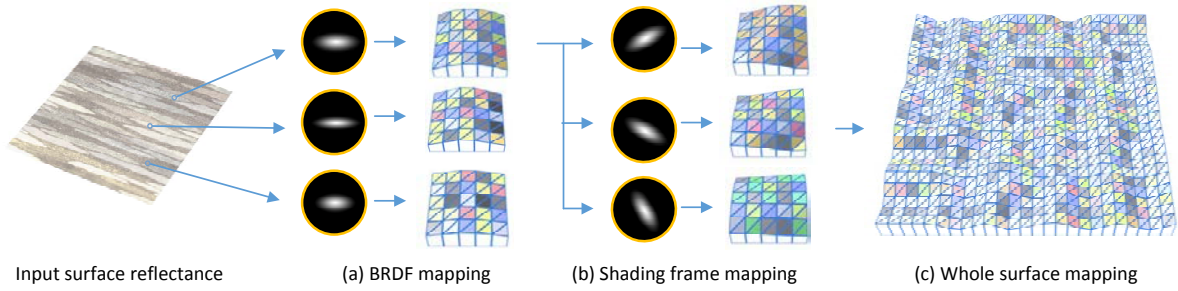 Input surface reflectance
(a) BRDF mapping
(b) Shading frame mapping
(c) Whole surface mapping